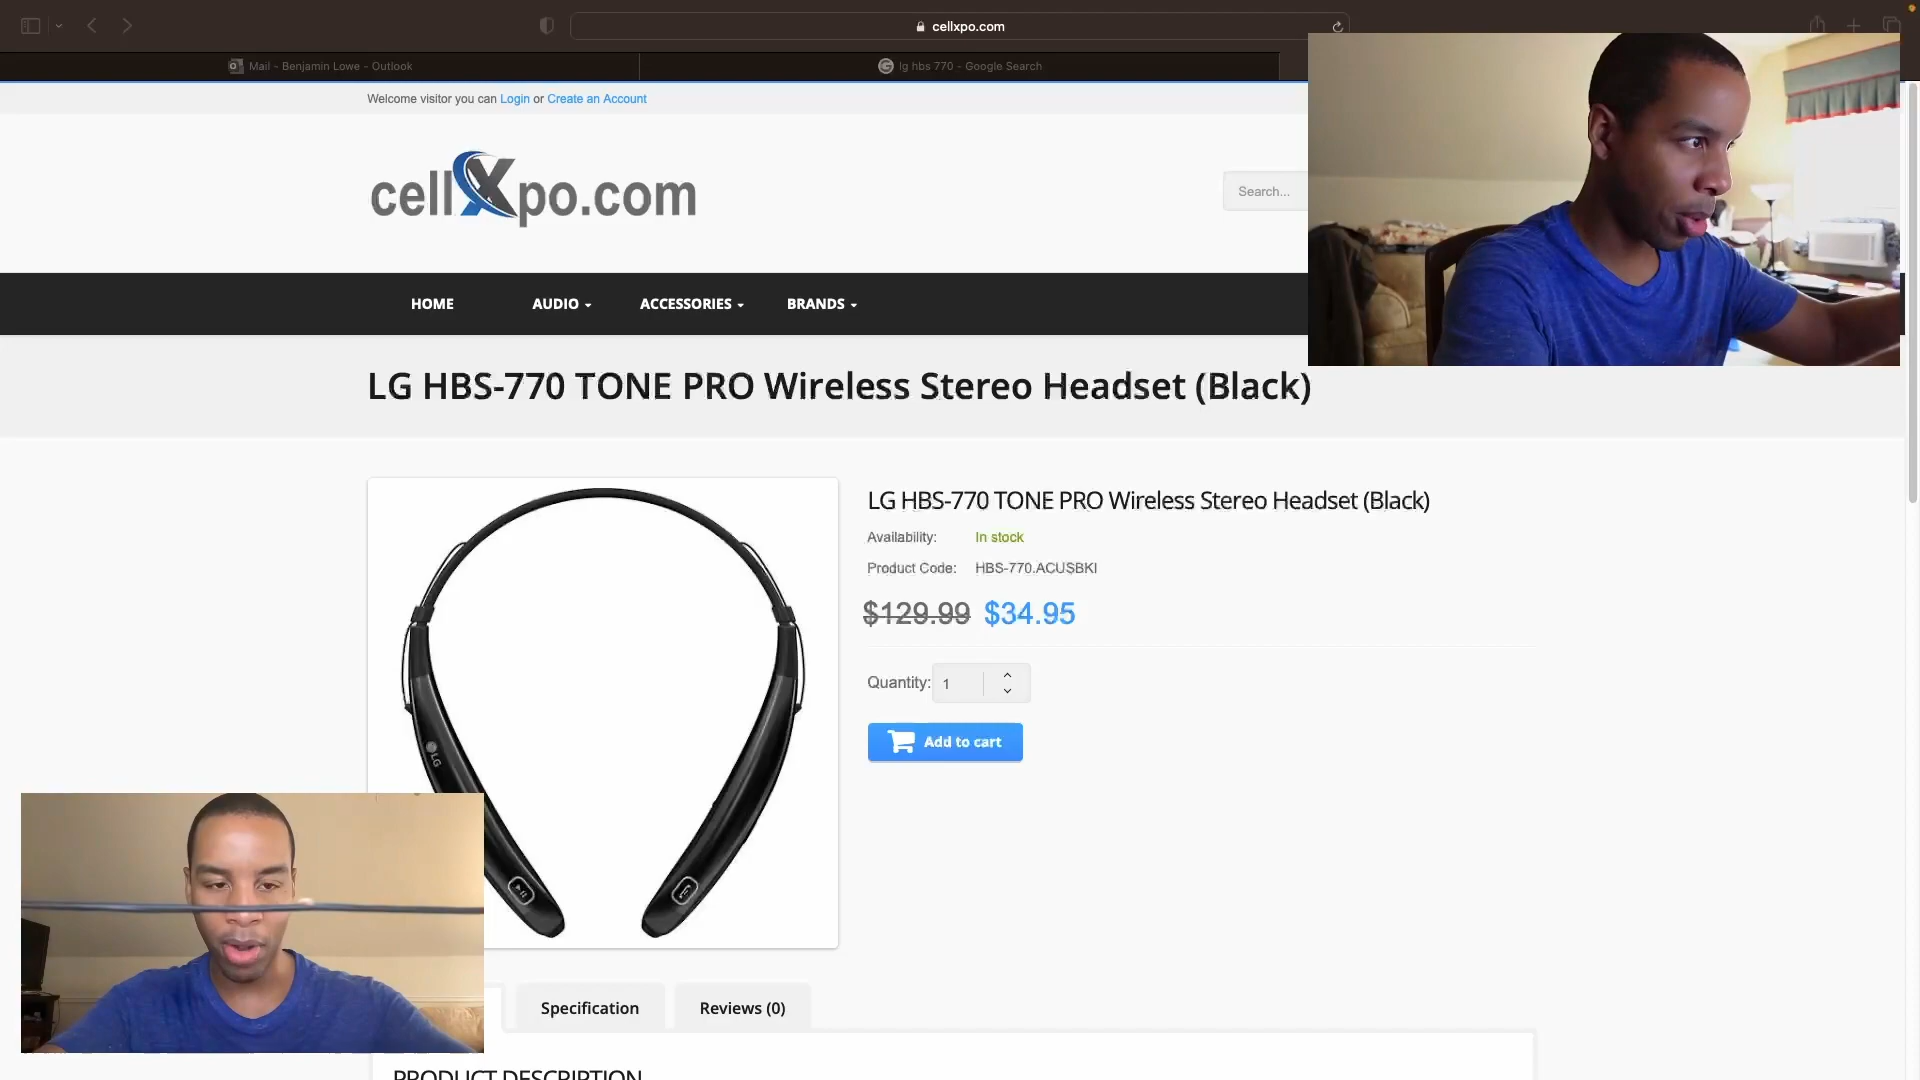 cellxpo.com
Mail - Benjamin Lowe - Outlook
lg hbs 770 - Google Search
Welcome visitor you can Login or Create an Account
cellXpo.com
Search...
HOME
AUDIO
ACCESSORIES
BRANDS
LG HBS-770 TONE PRO Wireless Stereo Headset (Black)
LG HBS-770 TONE PRO Wireless Stereo Headset (Black)
Availability: In stock
Product Code: HBS-770.ACUSBKI
$129.99 $34.95
Quantity: 1
Add to cart
LG
Specification
Reviews (0)
PRODUCT DESCRIPTION